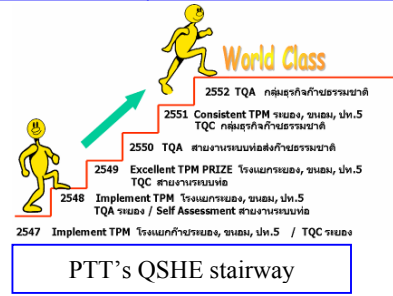 World Class
2552 TQA กลุ่มธุรกิจก๊าซธรรมชาติ
2551 Consistent TPM ระยอง, ขนอม, ปท.5
TQC กลุ่มธุรกิจก๊าซธรรมชาติ
2550 TQA สายงานระบบท่อส่งก๊าซธรรมชาติ
2549 Excellent TPM PRIZE โรงแยกระยอง, ขนอม, ปท.5
TQC สายงานระบบท่อ
2548 Implement TPM โรงแยกระยอง, ขนอม, ปท.5
TQA ระยอง / Self Assessment สายงานระบบท่อ
2547 Implement TPM โรงแยกก๊าซระยอง, ขนอม, ปท.5 / TQC ระยอง
PTT's QSHE stairway